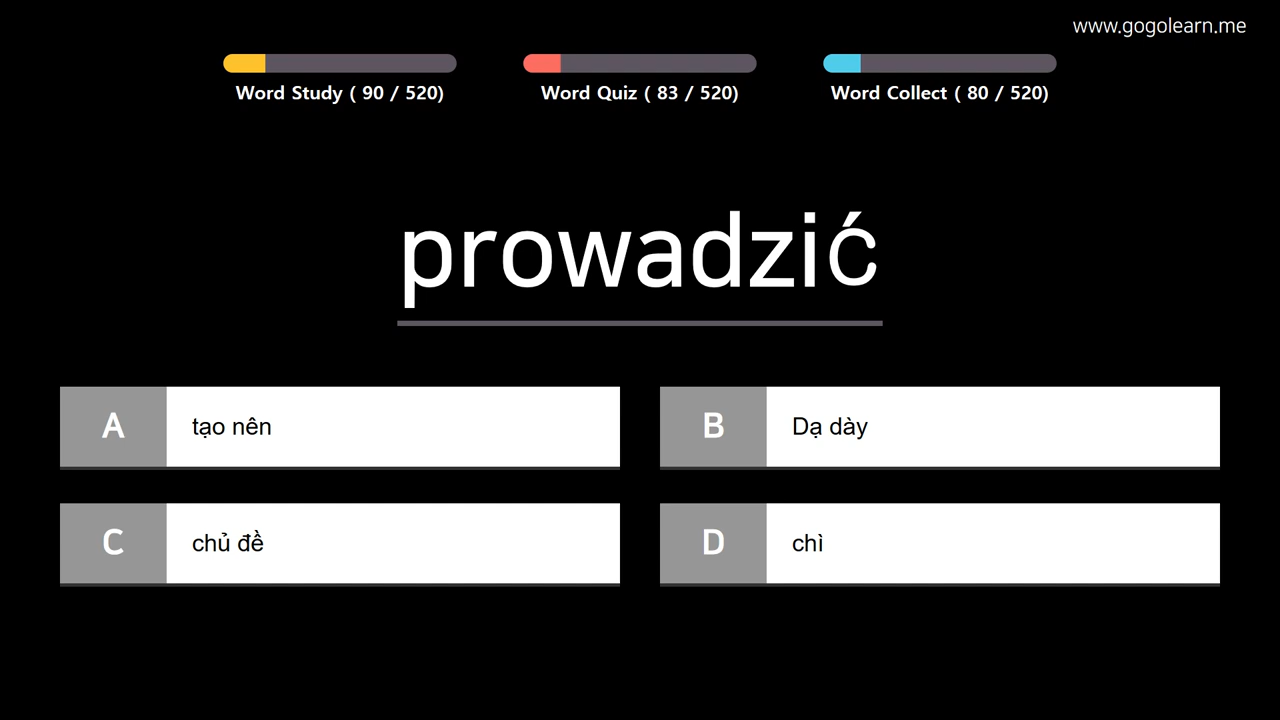 www.gogolearn.me
Word Study ( 90 / 520)
Word Quiz ( 83 / 520)
Word Collect ( 80 / 520)
prowadzić
A tạo nên
B Dạ dày
C chủ đề
D chì